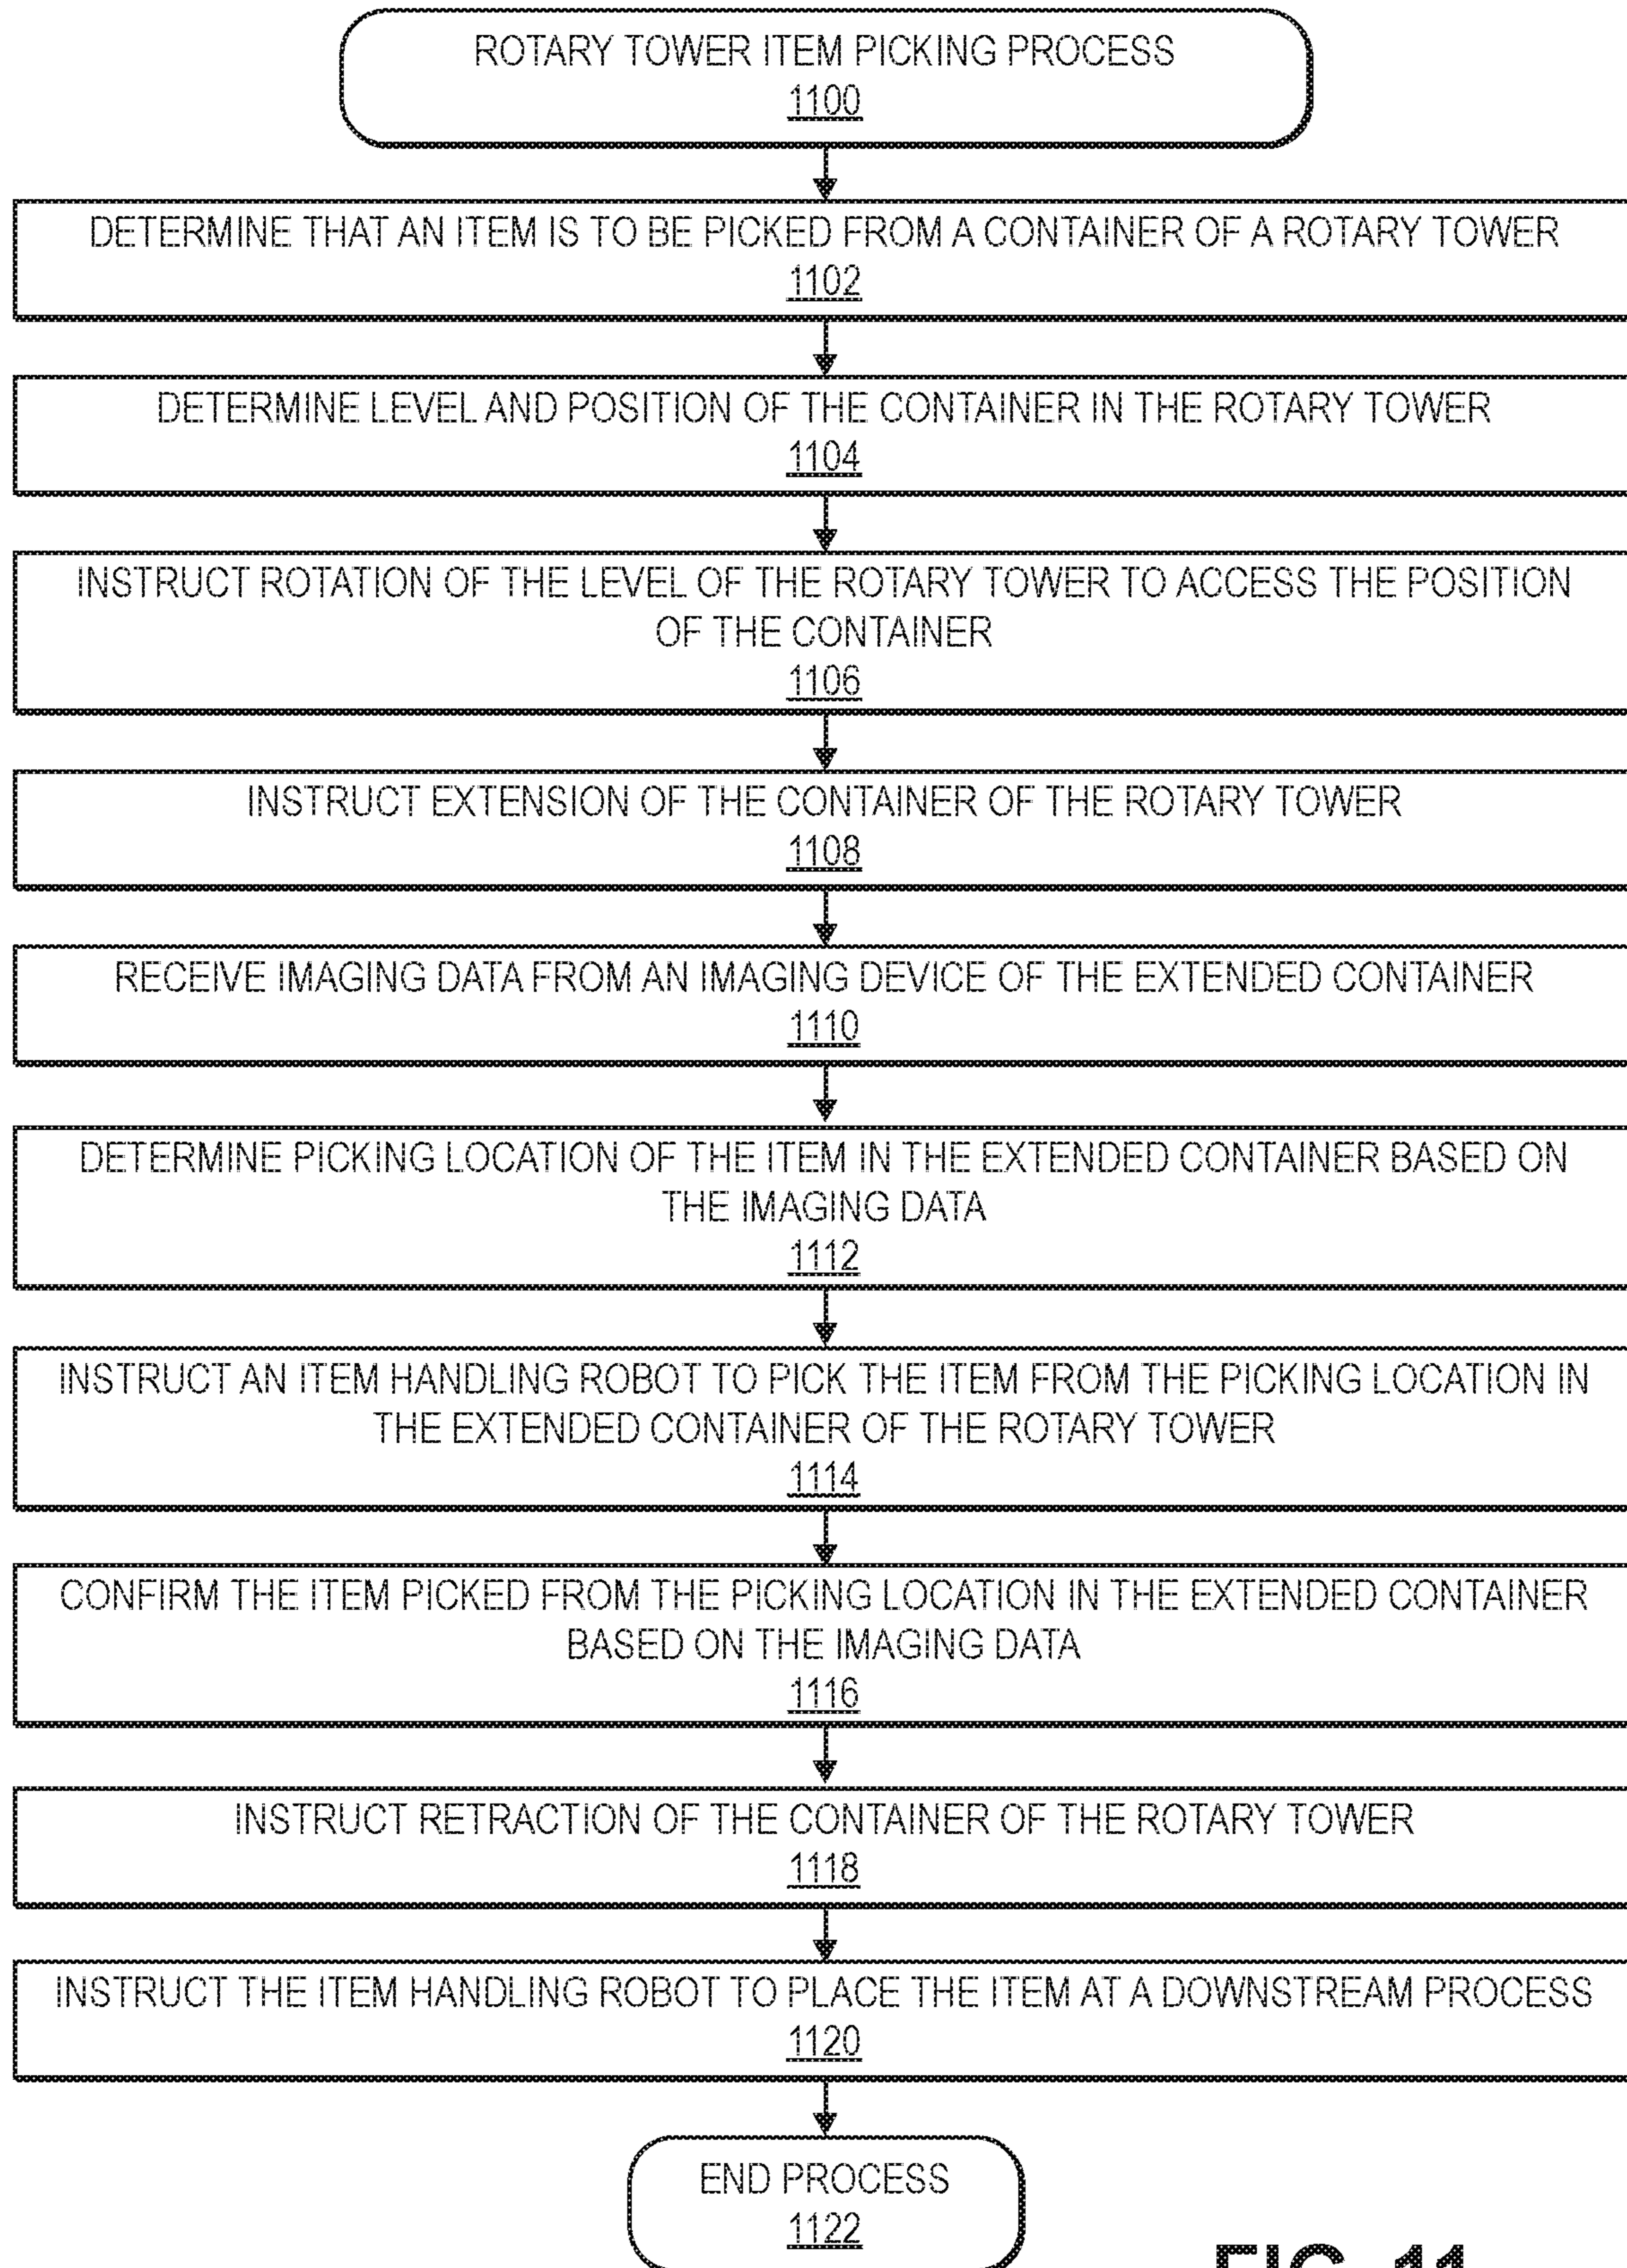 ROTARY TOWER ITEM PICKING PROCESS
1100
DETERMINE THAT AN ITEM IS TO BE PICKED FROM A CONTAINER OF A ROTARY TOWER
1102
DETERMINE LEVEL AND POSITION OF THE CONTAINER IN THE ROTARY TOWER
1104
INSTRUCT ROTATION OF THE LEVEL OF THE ROTARY TOWER TO ACCESS THE POSITION
OF THE CONTAINER
1106
INSTRUCT EXTENSION OF THE CONTAINER OF THE ROTARY TOWER
1108
RECEIVE IMAGING DATA FROM AN IMAGING DEVICE OF THE EXTENDED CONTAINER
1110
DETERMINE PICKING LOCATION OF THE ITEM IN THE EXTENDED CONTAINER BASED ON
THE IMAGING DATA
1112
INSTRUCT AN ITEM HANDLING ROBOT TO PICK THE ITEM FROM THE PICKING LOCATION IN
THE EXTENDED CONTAINER OF THE ROTARY TOWER
1114
CONFIRM THE ITEM PICKED FROM THE PICKING LOCATION IN THE EXTENDED CONTAINER
BASED ON THE IMAGING DATA
1116
INSTRUCT RETRACTION OF THE CONTAINER OF THE ROTARY TOWER
1118
INSTRUCT THE ITEM HANDLING ROBOT TO PLACE THE ITEM AT A DOWNSTREAM PROCESS
1120
END PROCESS
1122
FIG. 11